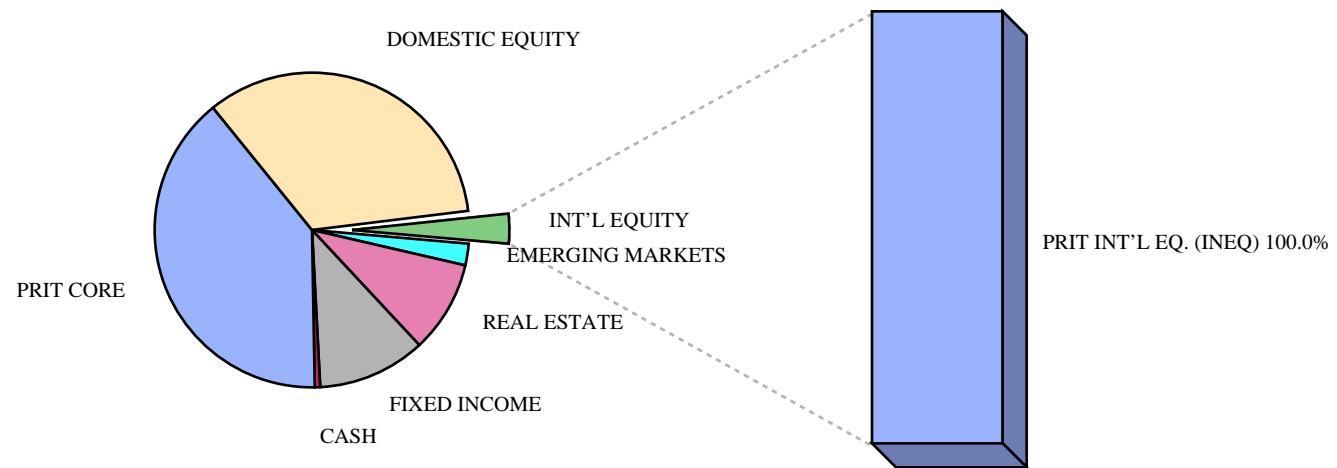 DOMESTIC EQUITY
INT’L EQUITY
PRIT INT’L EQ. (INEQ) 100.0%
EMERGING MARKETS
PRIT CORE
REAL ESTATE
FIXED INCOME
CASH